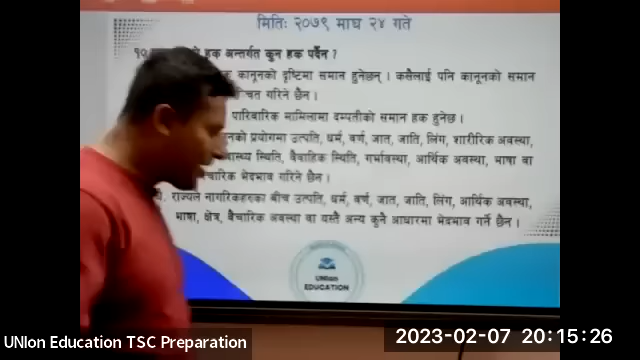 मितिः २०७९ माघ २४ गते
हक अन्तर्गत कुन हक पर्दैन ?
कानूनको दृष्टिमा समान हुनेछन् । कसैलाई पनि कानूनको समान
गरिने छैन ।
पारिवारिक मामिलामा दम्पतीको समान हक हुनेछ ।
प्रयोगमा उत्पत्ति, धर्म, वर्ण, जात, जाति, लिंग, शारीरिक अवस्था,
स्थिति, वैवाहिक स्थिति, गर्भावस्था, आर्थिक अवस्था, भाषा वा
भेदभाव गरिने छैन ।
राज्यले नागरिकहरुका बीच उत्पत्ति, धर्म, वर्ण, जात, जाति, लिंग, आर्थिक अवस्था,
भाषा, क्षेत्र, वैचारिक अवस्था वा यस्तै अन्य कुनै आधारमा भेदभाव गर्ने छैन ।
UNIon
EDUCATION
UNIon Education TSC Preparation
2023-02-07 20:15:26